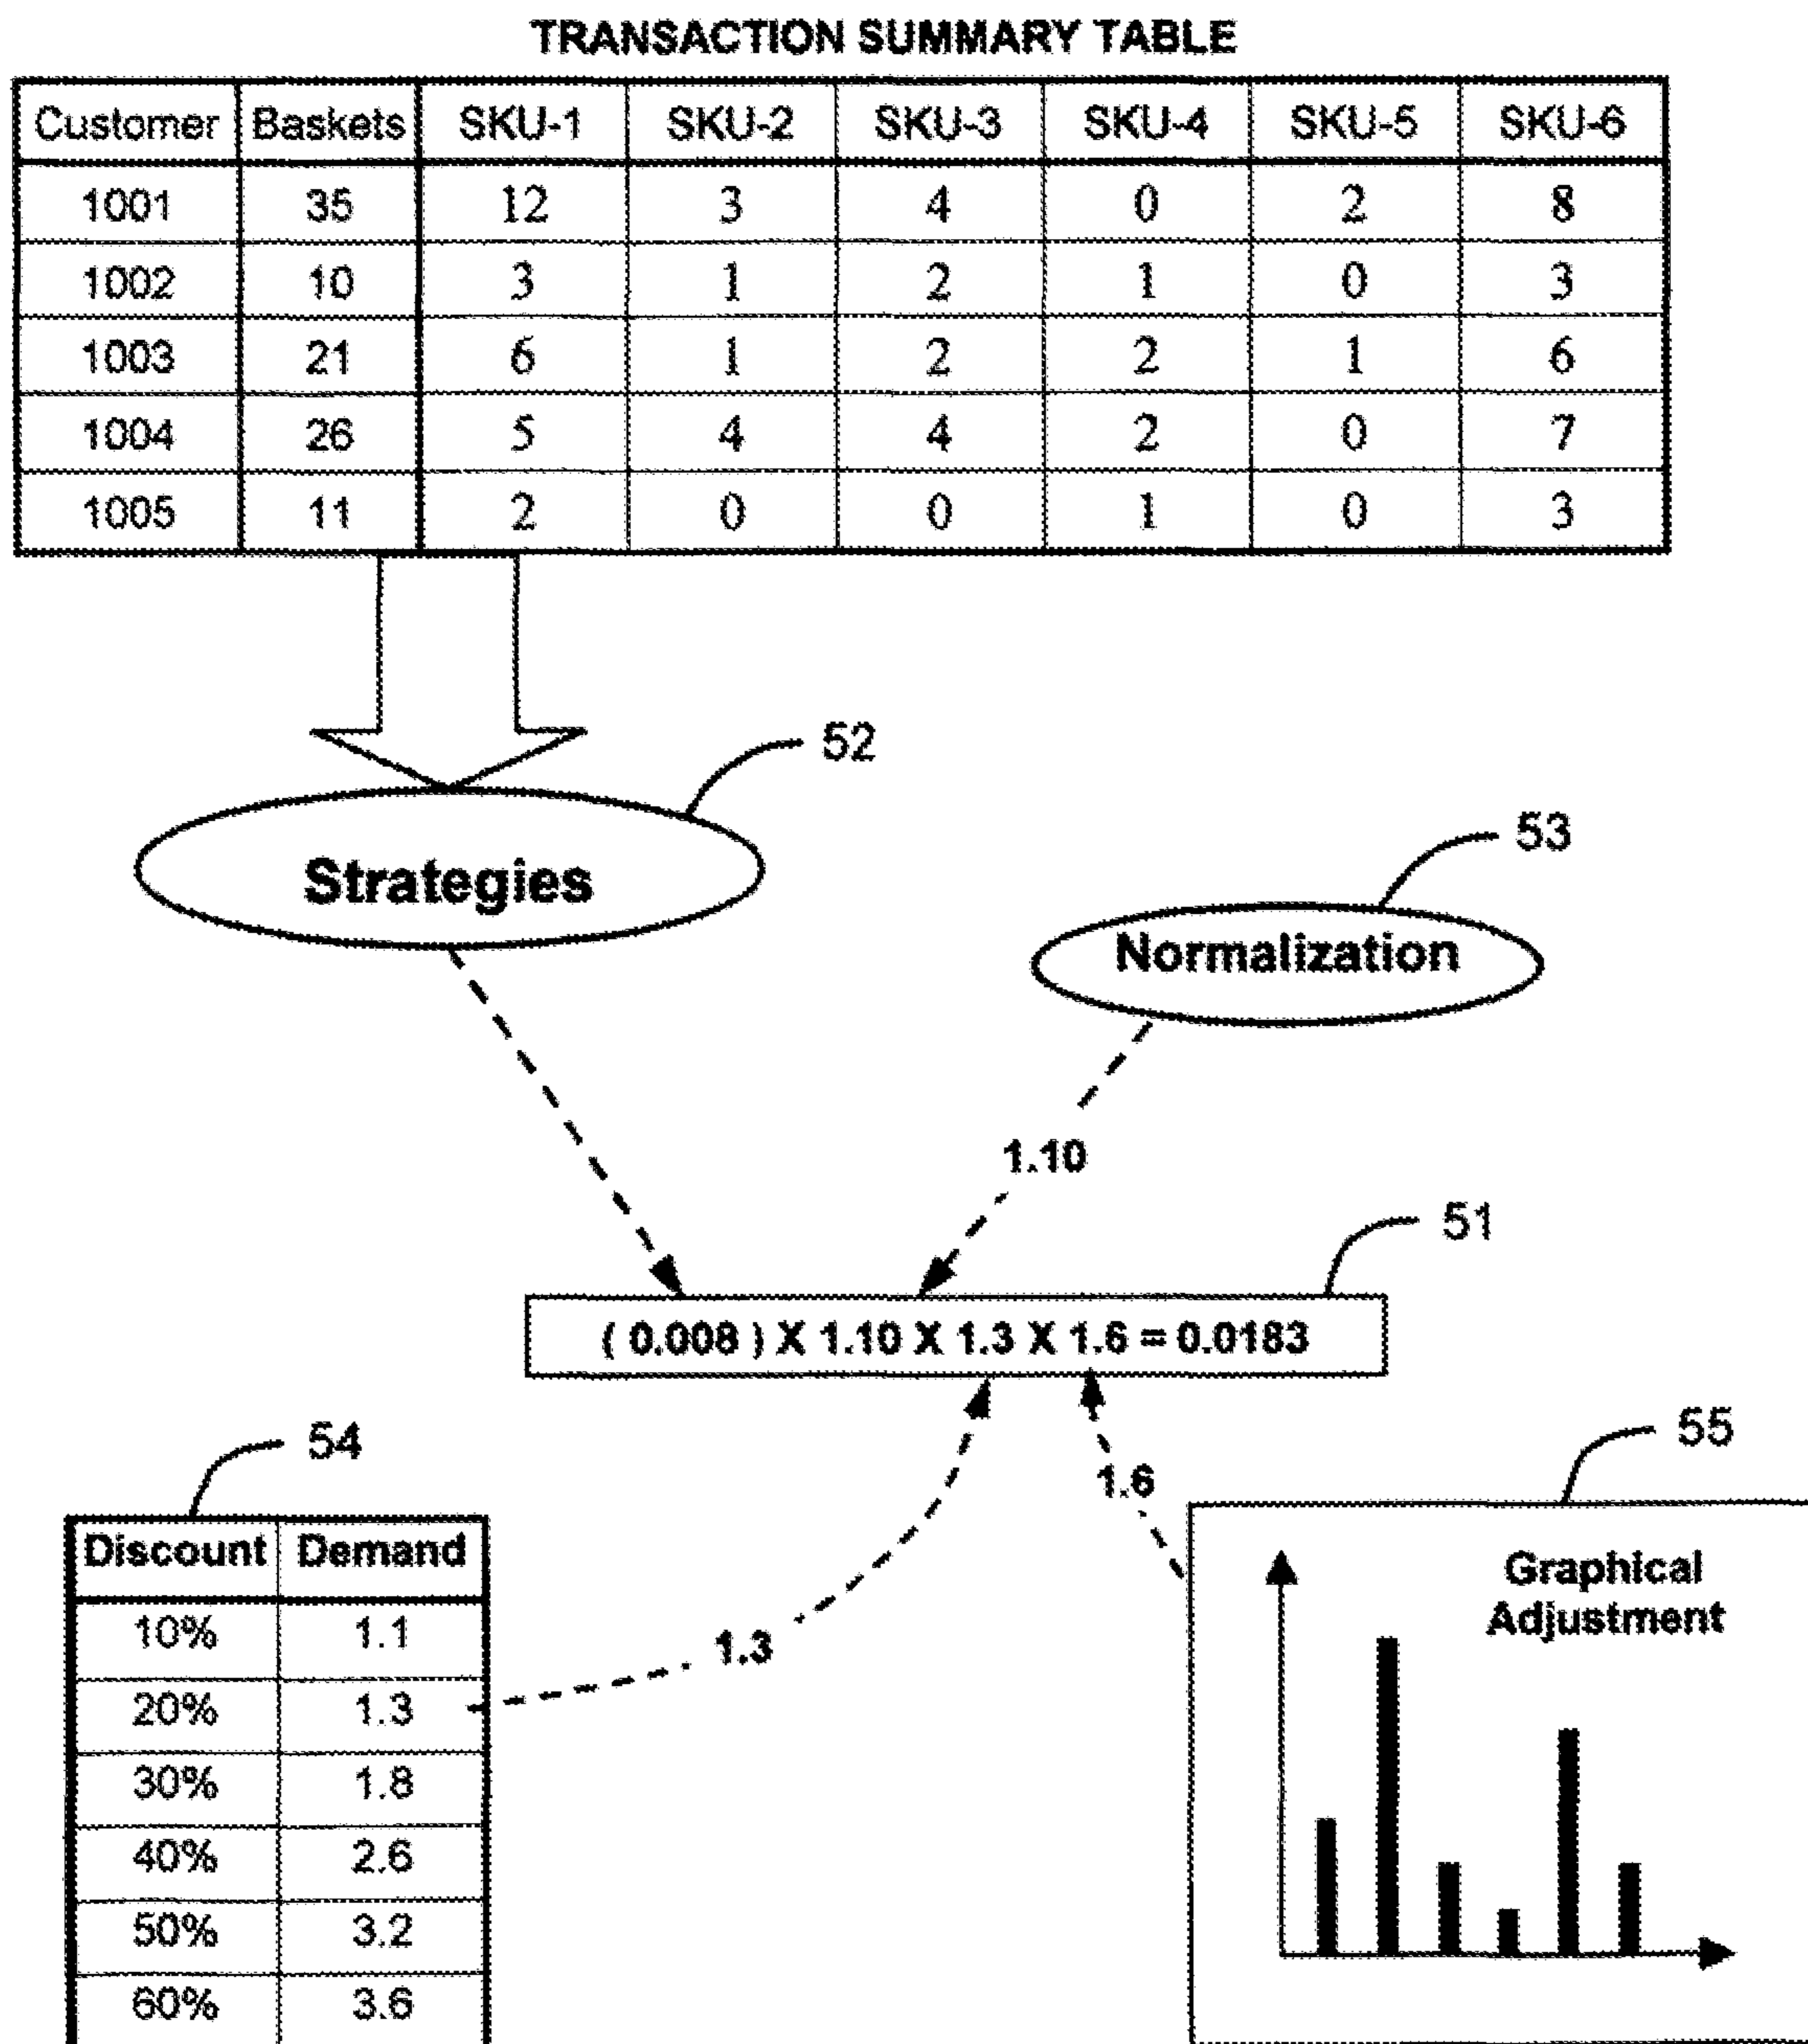 TRANSACTION SUMMARY TABLE
Customer Baskets SKU-1 SKU-2 SKU-3 SKU-4 SKU-5 SKU-6
1001 35 12 3 4 0 2 8
1002 10 3 1 2 1 0 3
1003 21 6 1 2 2 1 6
1004 26 5 4 4 2 0 7
1005 11 2 0 0 1 0 3
52
Strategies
53
Normalization
1.10
51
( 0.008 ) X 1.10 X 1.3 X 1.6 = 0.0183
54
55
1.6
Discount Demand
10% 1.1
20% 1.3
30% 1.8
40% 2.6
50% 3.2
60% 3.6
1.3
Graphical
Adjustment